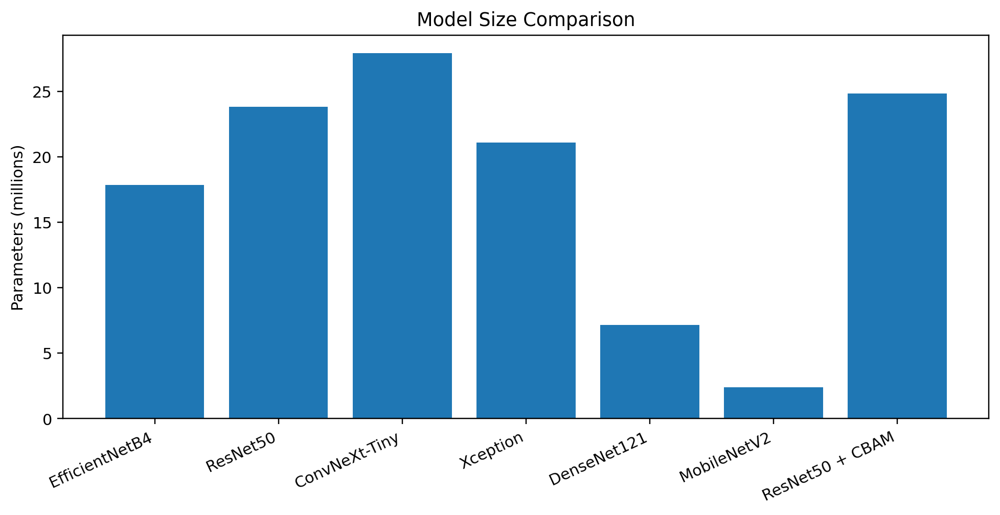 Model Size Comparison
Parameters (millions)
25
20
15
10
5
0
EfficientNetB4
ResNet50
ConvNeXt-Tiny
Xception
DenseNet121
MobileNetV2
ResNet50 + CBAM